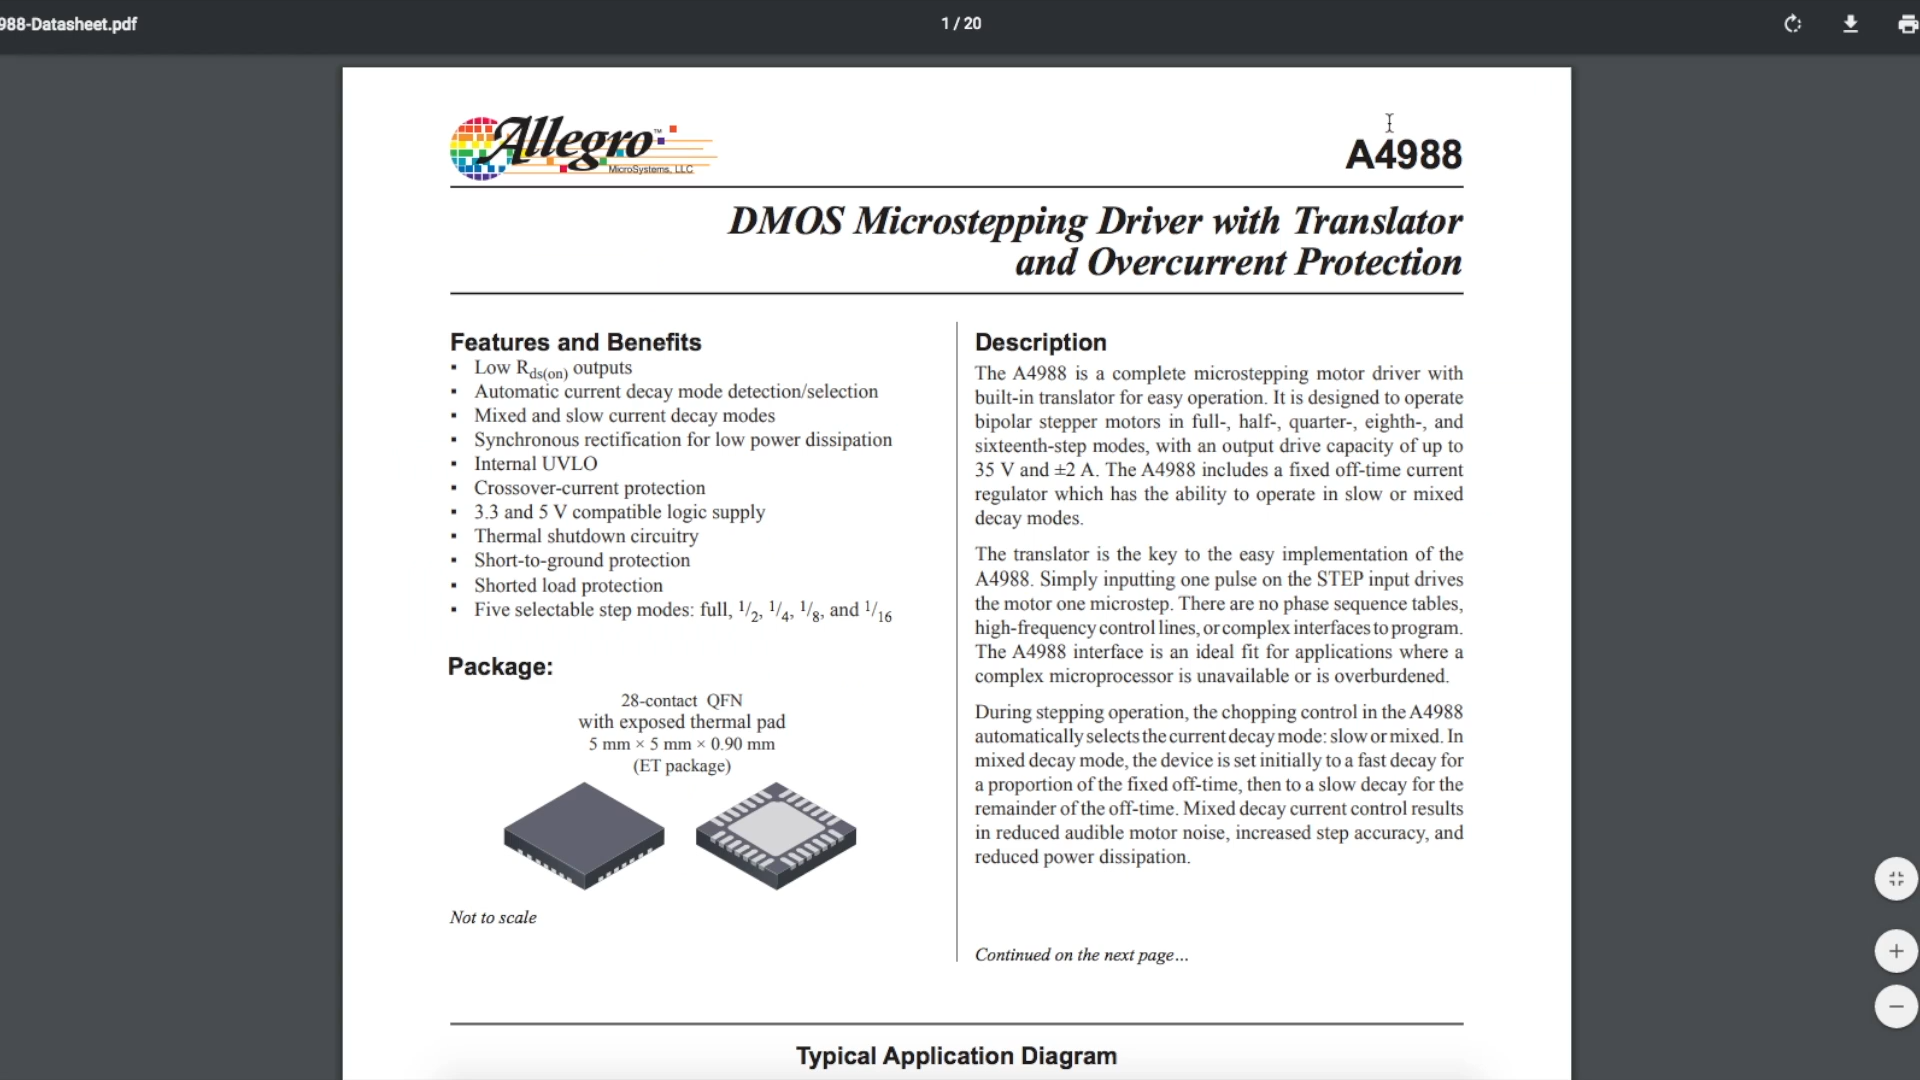 988-Datasheet.pdf
1 / 20
Allegro™
MicroSystems, LLC
A4988
DMOS Microstepping Driver with Translator
and Overcurrent Protection
Features and Benefits
▪ Low Rds(on) outputs
▪ Automatic current decay mode detection/selection
▪ Mixed and slow current decay modes
▪ Synchronous rectification for low power dissipation
▪ Internal UVLO
▪ Crossover-current protection
▪ 3.3 and 5 V compatible logic supply
▪ Thermal shutdown circuitry
▪ Short-to-ground protection
▪ Shorted load protection
▪ Five selectable step modes: full, 1/2, 1/4, 1/8, and 1/16
Package:
28-contact QFN
with exposed thermal pad
5 mm × 5 mm × 0.90 mm
(ET package)
Not to scale
Description
The A4988 is a complete microstepping motor driver with
built-in translator for easy operation. It is designed to operate
bipolar stepper motors in full-, half-, quarter-, eighth-, and
sixteenth-step modes, with an output drive capacity of up to
35 V and ±2 A. The A4988 includes a fixed off-time current
regulator which has the ability to operate in slow or mixed
decay modes.
The translator is the key to the easy implementation of the
A4988. Simply inputting one pulse on the STEP input drives
the motor one microstep. There are no phase sequence tables,
high-frequency control lines, or complex interfaces to program.
The A4988 interface is an ideal fit for applications where a
complex microprocessor is unavailable or is overburdened.
During stepping operation, the chopping control in the A4988
automatically selects the current decay mode: slow or mixed. In
mixed decay mode, the device is set initially to a fast decay for
a proportion of the fixed off-time, then to a slow decay for the
remainder of the off-time. Mixed decay current control results
in reduced audible motor noise, increased step accuracy, and
reduced power dissipation.
Continued on the next page…
Typical Application Diagram